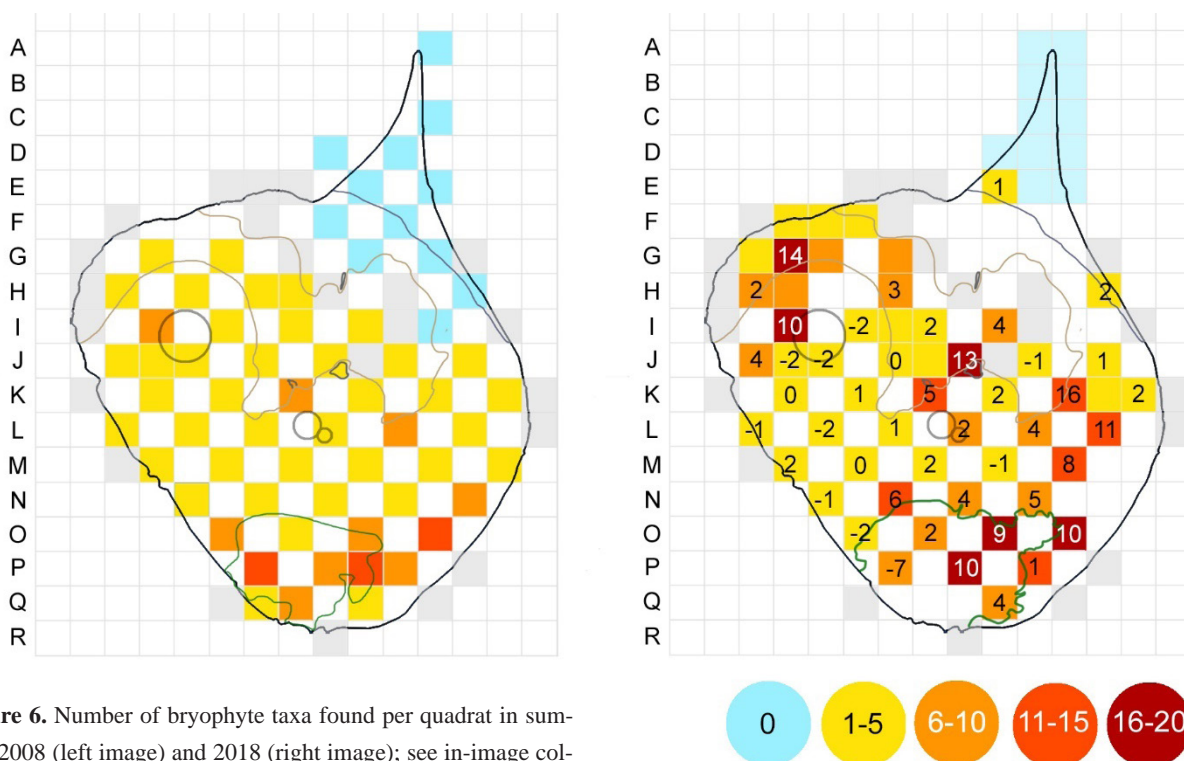 A A
B B
C C
D D
E E 1
F F
G G 14
H H 2 3 2
I I 10 -2 2 4
J J 4 -2 -2 0 13 -1 1
K K 0 1 5 2 16 2
L L -1 -2 1 2 4 11
M M 2 0 2 -1 8
N N -1 6 4 5
O O -2 2 9 10
P P -7 10 1
Q Q 4
R R
re 6. Number of bryophyte taxa found per quadrat in sum-
2008 (left image) and 2018 (right image); see in-image col-
0 1-5 6-10 11-15 16-20